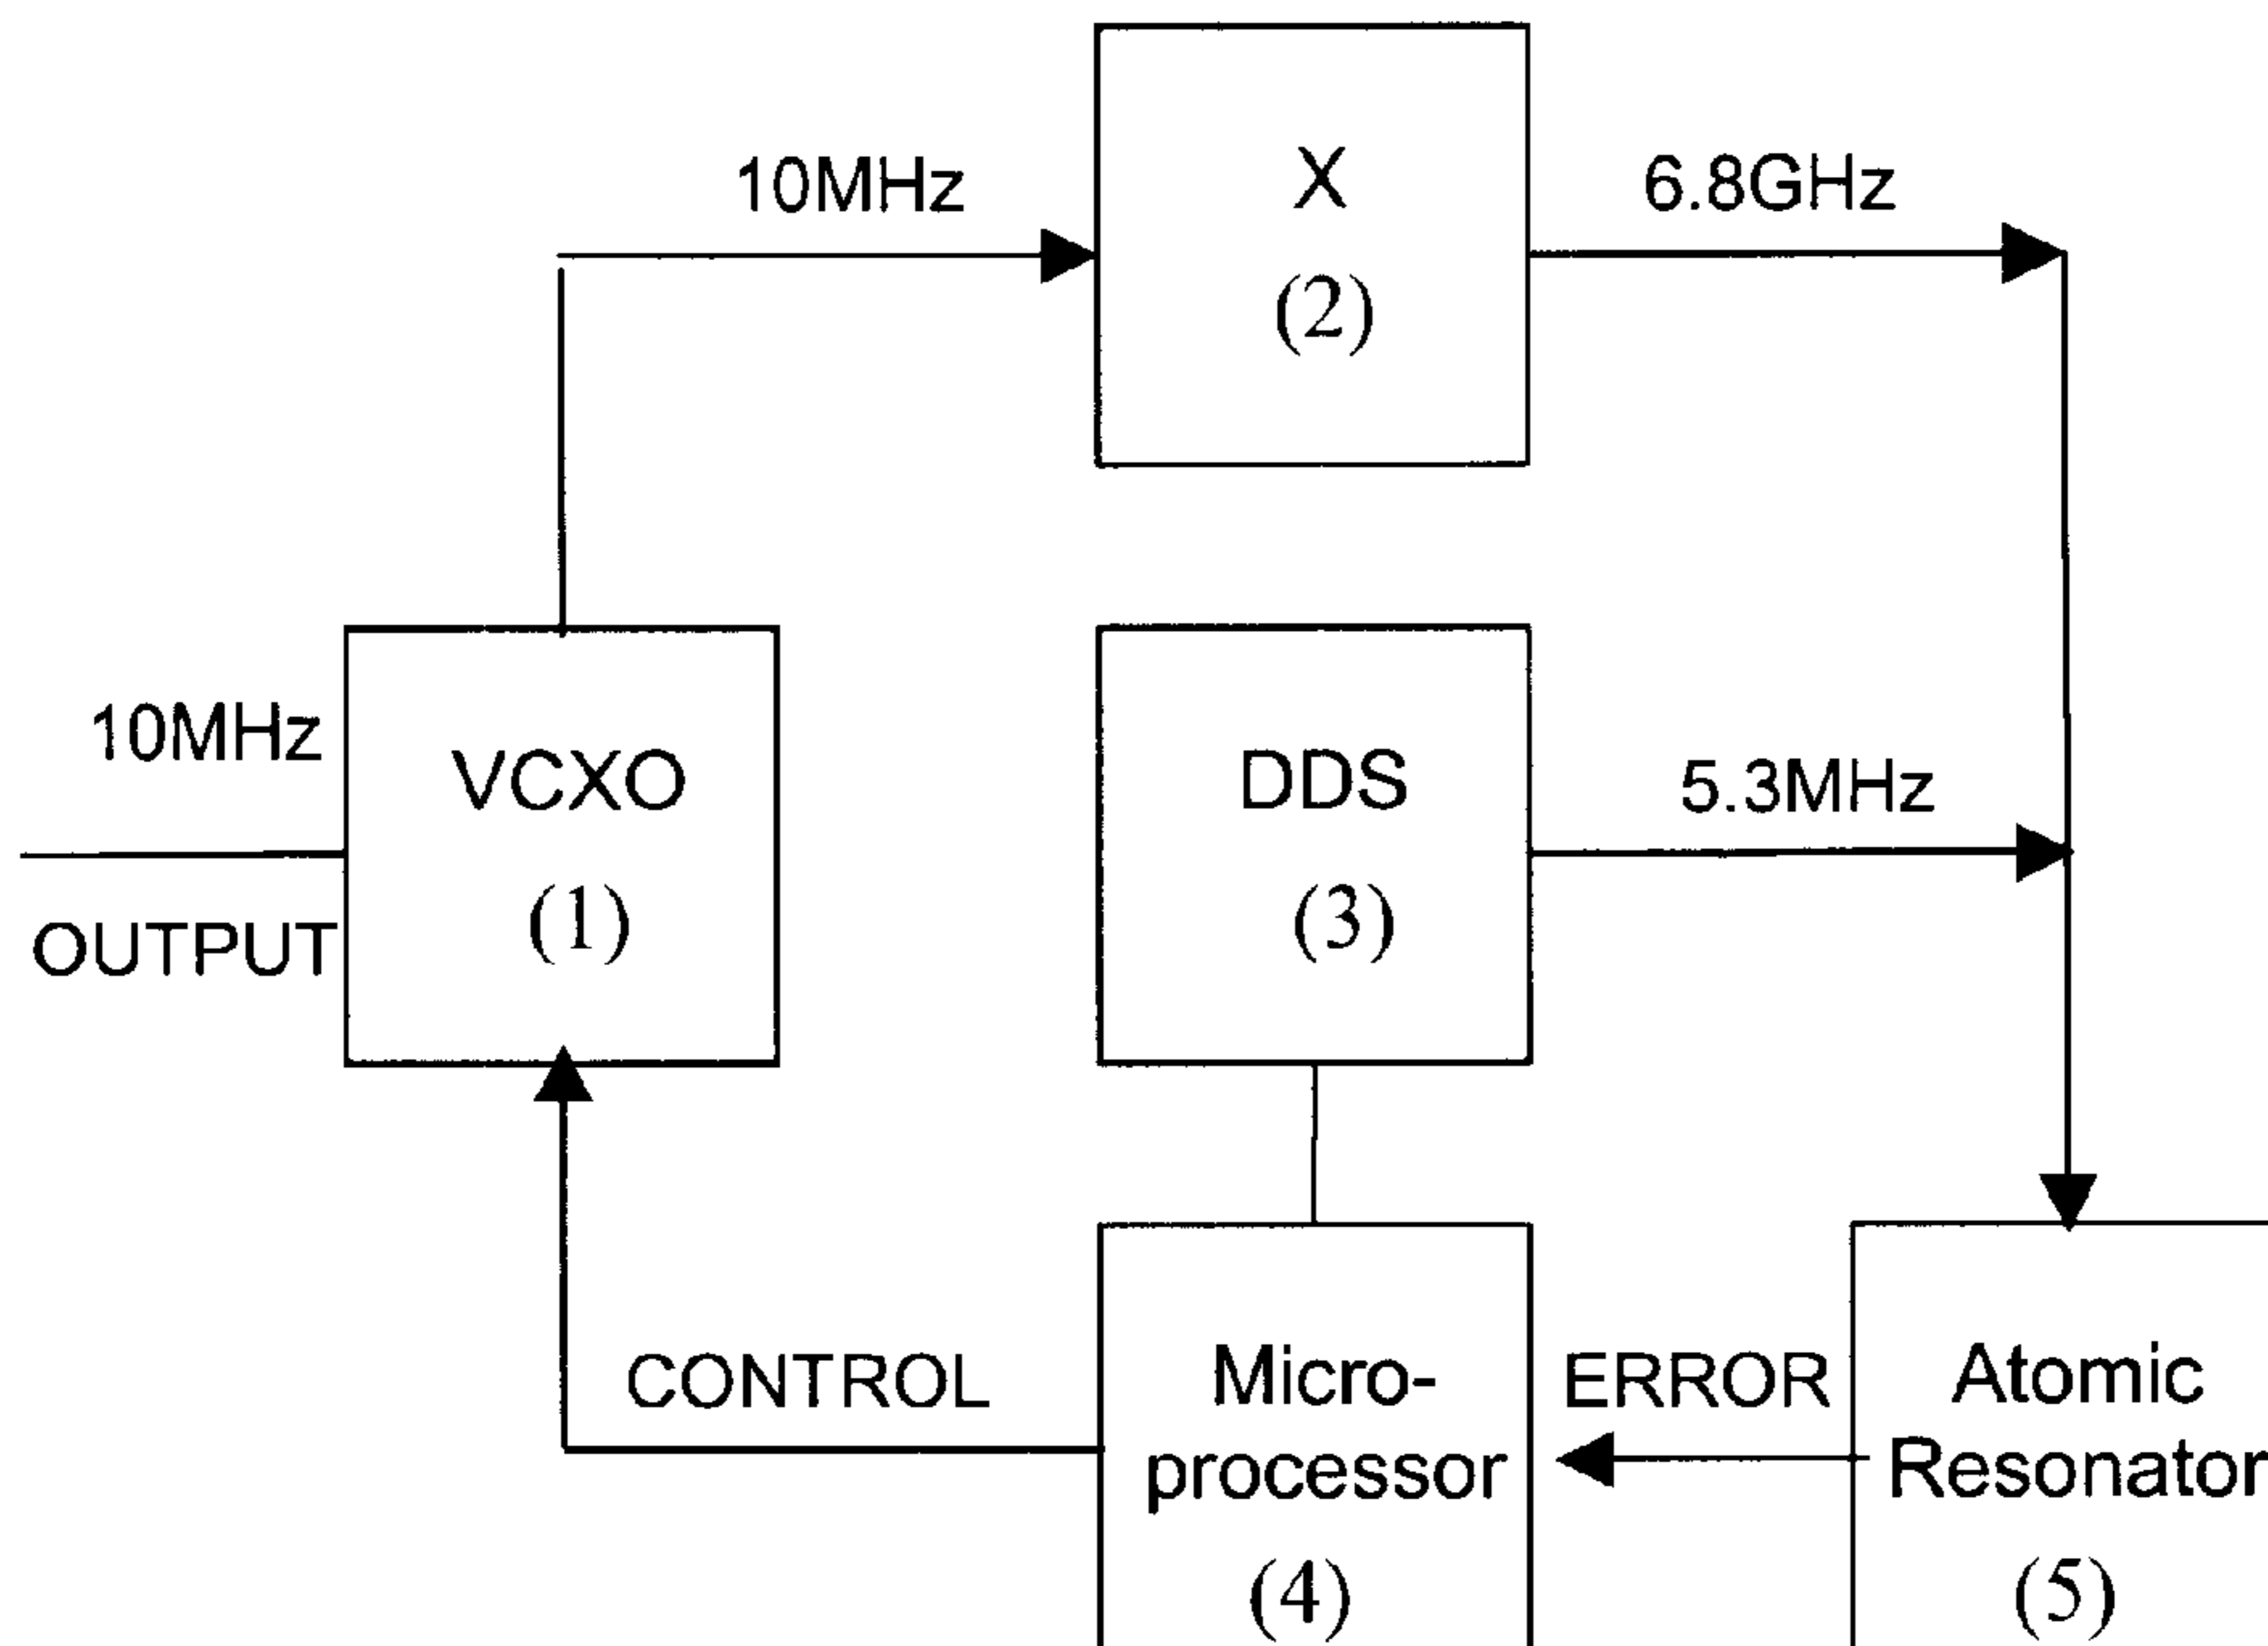 X
10MHz
6.8GHz
(2)
10MHz
VCXO
DDS
5.3MHz
(1)
(3)
OUTPUT
CONTROL
Micro-
processor
ERROR
Atomic
Resonator
(4)
(5)